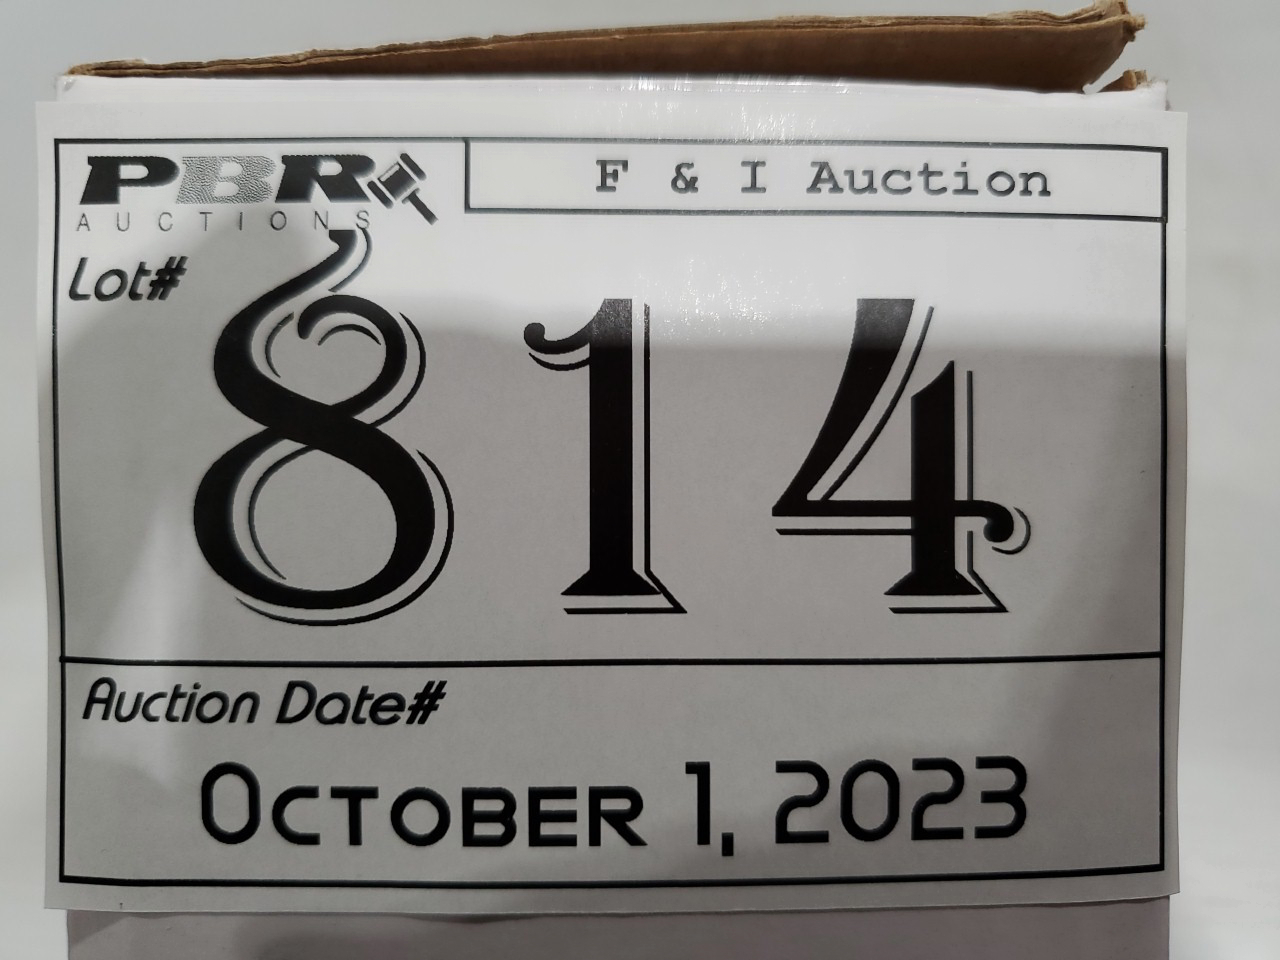 PBR
AUCTIONS
F & I Auction
Lot#
814
Auction Date#
October 1, 2023